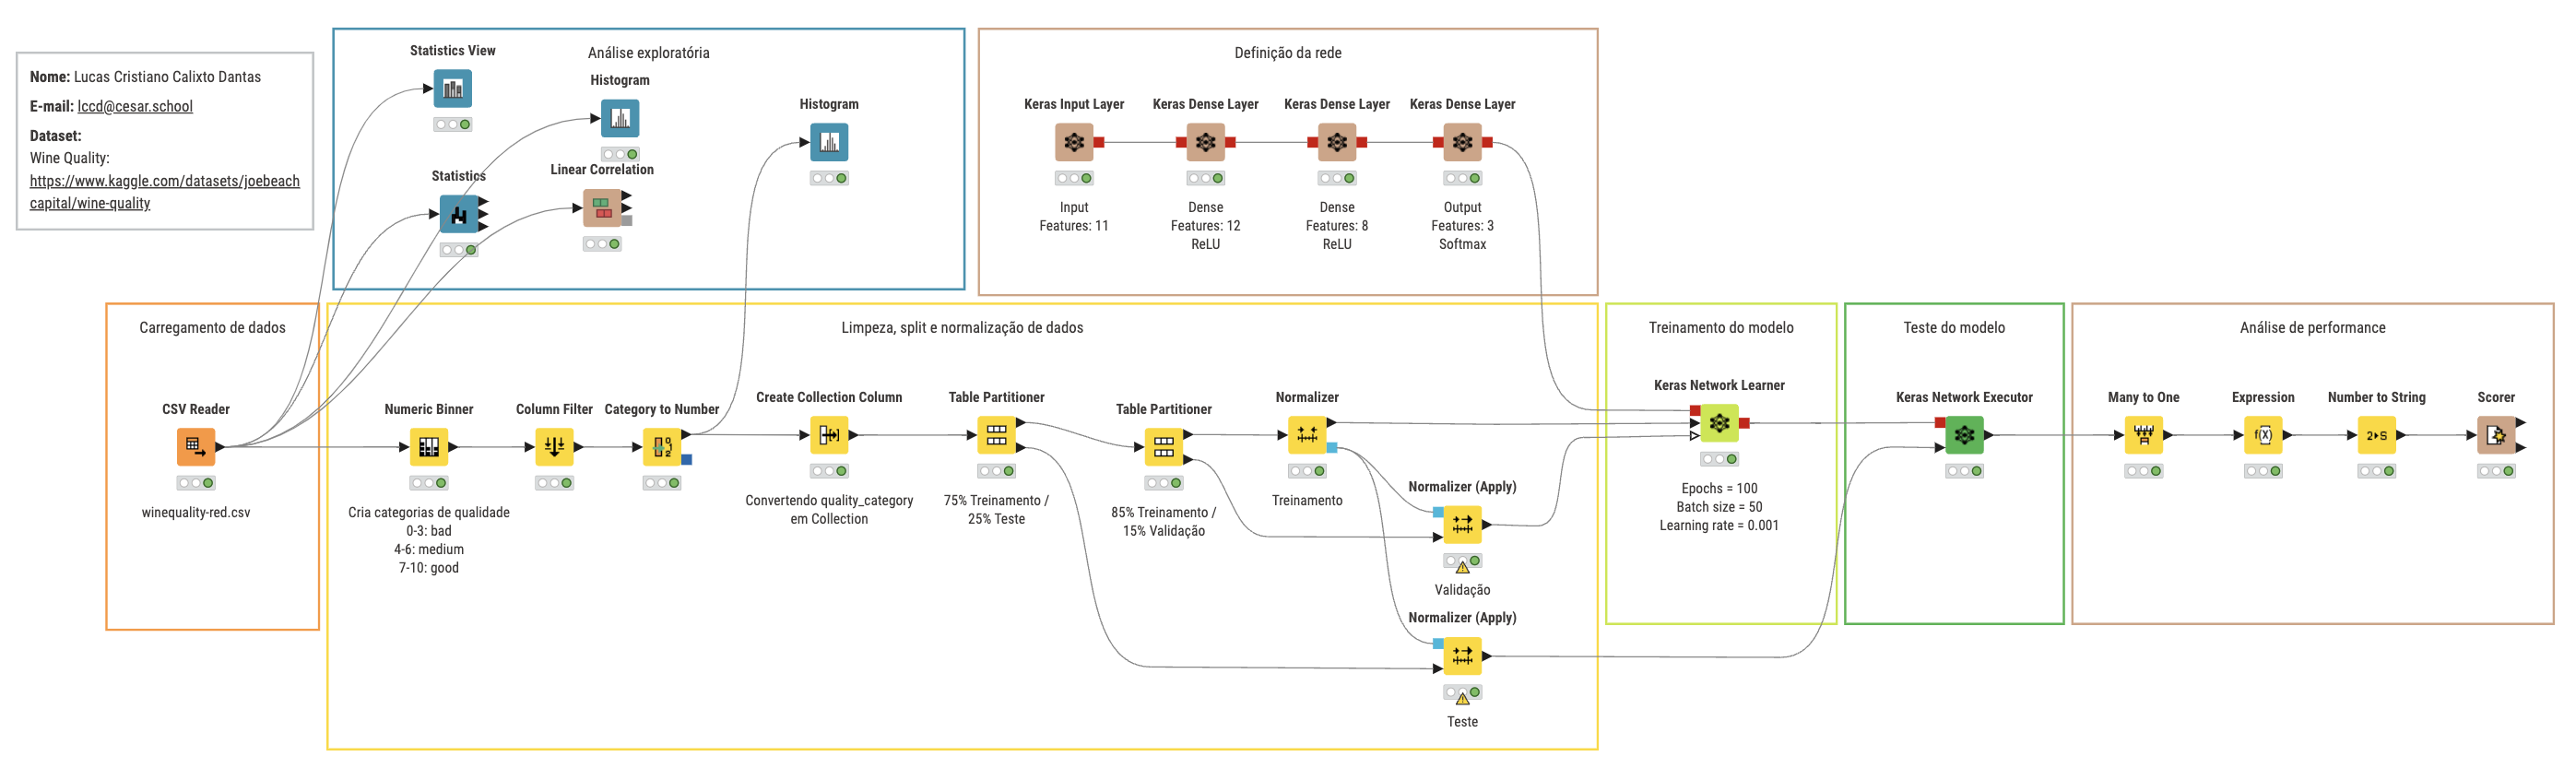 Nome: Lucas Cristiano Calixto Dantas
E-mail: lccd@cesar.school
Dataset:
Wine Quality:
https://www.kaggle.com/datasets/joebeach
capital/wine-quality
Análise exploratória
Statistics View
Histogram
Histogram
Statistics
Linear Correlation
Definição da rede
Keras Input Layer
Input
Features: 11
Keras Dense Layer
Dense
Features: 12
ReLU
Keras Dense Layer
Dense
Features: 8
ReLU
Keras Dense Layer
Output
Features: 3
Softmax
Carregamento de dados
CSV Reader
winequality-red.csv
Limpeza, split e normalização de dados
Numeric Binner
Cria categorias de qualidade
0-3: bad
4-6: medium
7-10: good
Column Filter
Category to Number
Create Collection Column
Convertendo quality_category
em Collection
Table Partitioner
75% Treinamento /
25% Teste
Table Partitioner
85% Treinamento /
15% Validação
Normalizer
Treinamento
Normalizer (Apply)
Validação
Normalizer (Apply)
Teste
Treinamento do modelo
Keras Network Learner
Epochs = 100
Batch size = 50
Learning rate = 0.001
Teste do modelo
Keras Network Executor
Análise de performance
Many to One
Expression
f(X)
Number to String
2▸S
Scorer